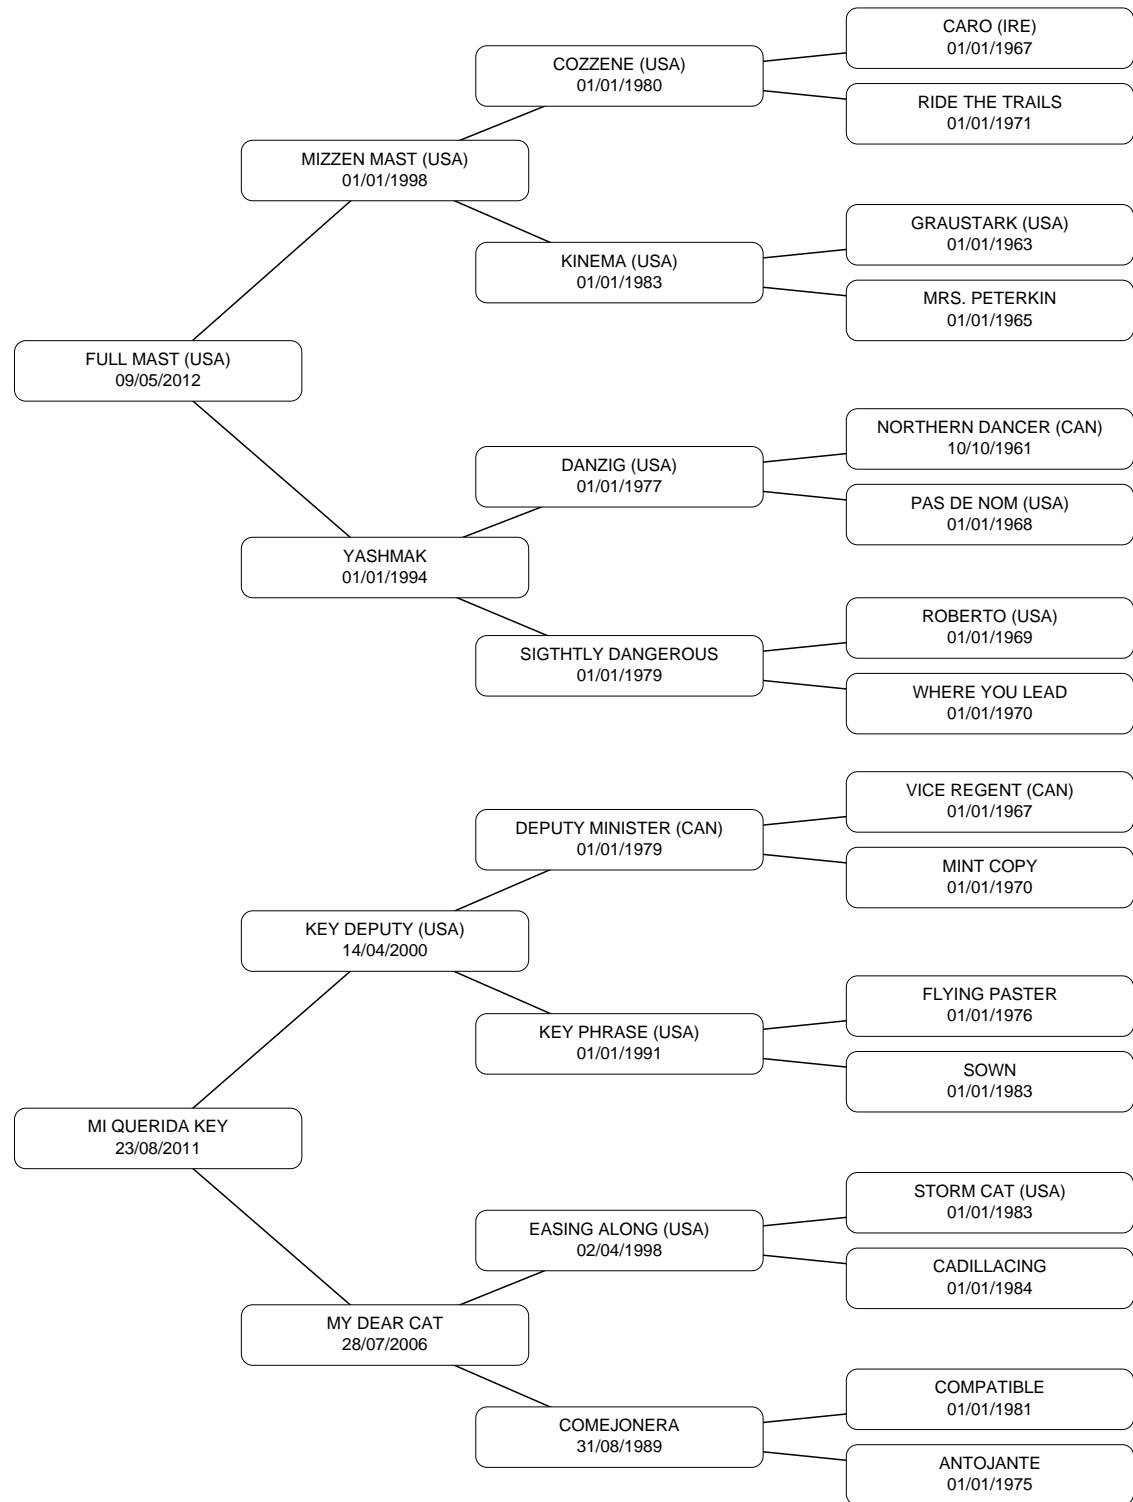 CARO (IRE)
01/01/1967
COZZENE (USA)
01/01/1980
RIDE THE TRAILS
01/01/1971
MIZZEN MAST (USA)
01/01/1998
GRAUSTARK (USA)
01/01/1963
KINEMA (USA)
01/01/1983
MRS. PETERKIN
01/01/1965
FULL MAST (USA)
09/05/2012
NORTHERN DANCER (CAN)
10/10/1961
DANZIG (USA)
01/01/1977
PAS DE NOM (USA)
01/01/1968
YASHMAK
01/01/1994
ROBERTO (USA)
01/01/1969
SIGTHTLY DANGEROUS
01/01/1979
WHERE YOU LEAD
01/01/1970
VICE REGENT (CAN)
01/01/1967
DEPUTY MINISTER (CAN)
01/01/1979
MINT COPY
01/01/1970
KEY DEPUTY (USA)
14/04/2000
FLYING PASTER
01/01/1976
KEY PHRASE (USA)
01/01/1991
SOWN
01/01/1983
MI QUERIDA KEY
23/08/2011
STORM CAT (USA)
01/01/1983
EASING ALONG (USA)
02/04/1998
CADILLACING
01/01/1984
MY DEAR CAT
28/07/2006
COMPATIBLE
01/01/1981
COMEJONERA
31/08/1989
ANTOJANTE
01/01/1975